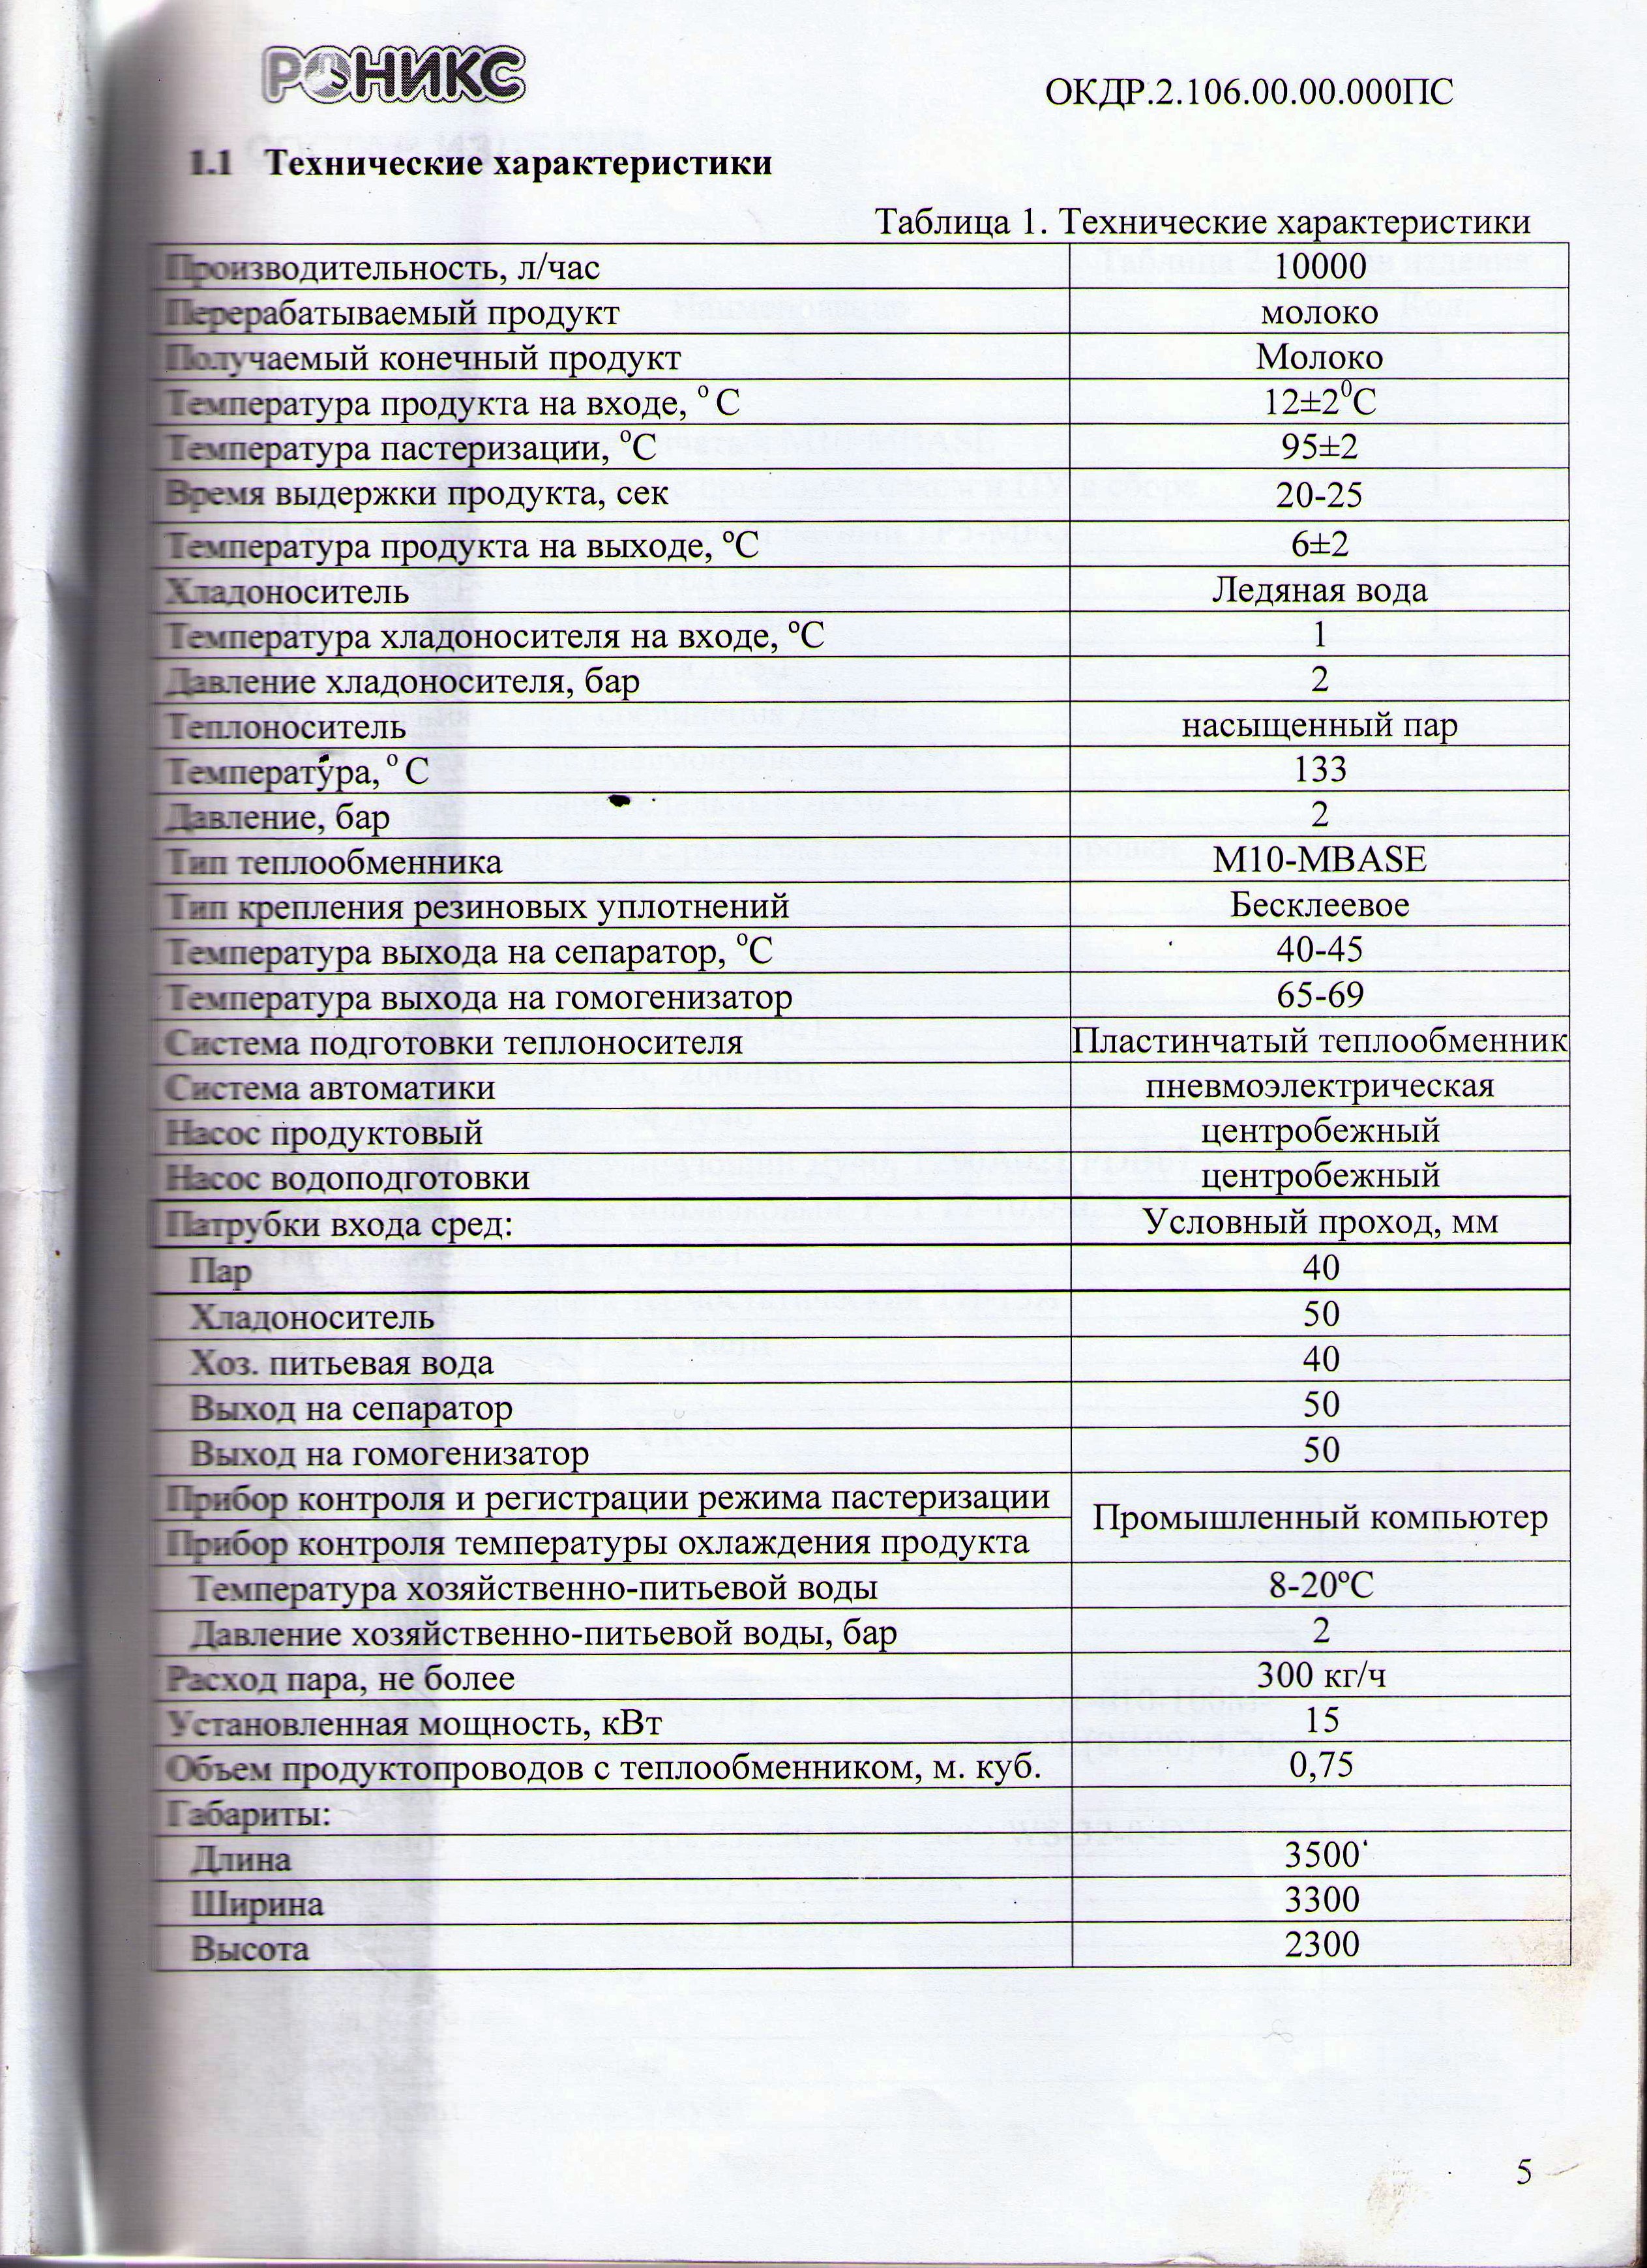 РОНИКС
ОКДР.2.106.00.00.000ПС
1.1 Технические характеристики
Таблица 1. Технические характеристики
Производительность, л/час 10000
Перерабатываемый продукт молоко
Получаемый конечный продукт Молоко
Температура продукта на входе, º С 12±2⁰С
Температура пастеризации, ºС 95±2
Время выдержки продукта, сек 20-25
Температура продукта на выходе, ºС 6±2
Хладоноситель Ледяная вода
Температура хладоносителя на входе, ºС 1
Давление хладоносителя, бар 2
Теплоноситель насыщенный пар
Температура, º С 133
Давление, бар 2
Тип теплообменника M10-MBASE
Тип крепления резиновых уплотнений Бесклеевое
Температура выхода на сепаратор, ºС 40-45
Температура выхода на гомогенизатор 65-69
Система подготовки теплоносителя Пластинчатый теплообменник
Система автоматики пневмоэлектрическая
Насос продуктовый центробежный
Насос водоподготовки центробежный
Патрубки входа сред: Условный проход, мм
Пар 40
Хладоноситель 50
Хоз. питьевая вода 40
Выход на сепаратор 50
Выход на гомогенизатор 50
Прибор контроля и регистрации режима пастеризации
Промышленный компьютер
Прибор контроля температуры охлаждения продукта
Температура хозяйственно-питьевой воды 8-20ºС
Давление хозяйственно-питьевой воды, бар 2
Расход пара, не более 300 кг/ч
Установленная мощность, кВт 15
Объем продуктопроводов с теплообменником, м. куб. 0,75
Габариты:
Длина 3500
Ширина 3300
Высота 2300
5